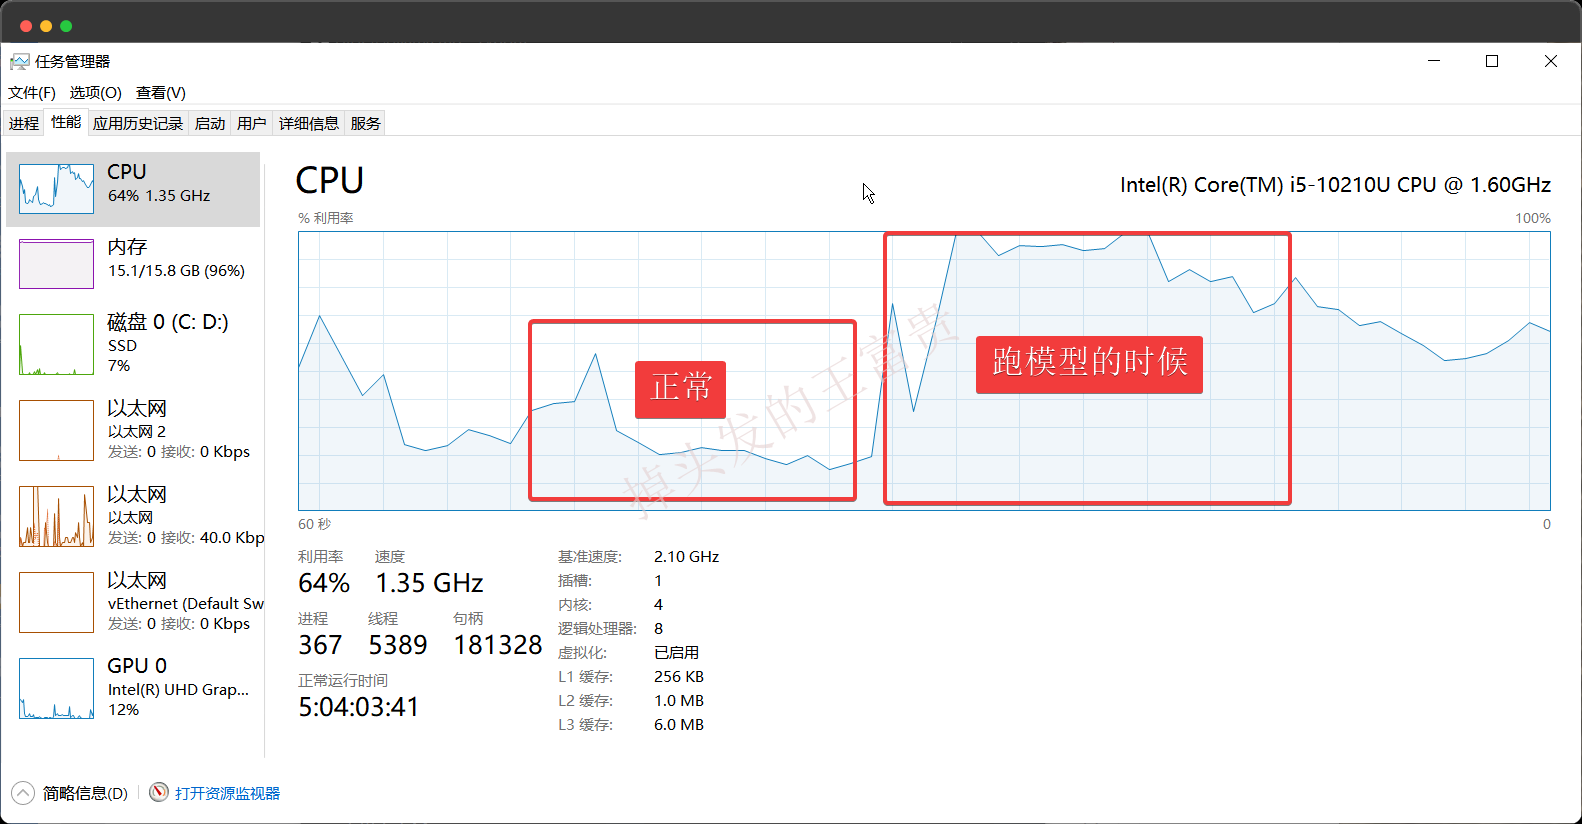 任务管理器
文件(F) 选项(O) 查看(V)
进程 性能 应用历史记录 启动 用户 详细信息 服务
CPU
64% 1.35 GHz
内存
15.1/15.8 GB (96%)
磁盘 0 (C: D:)
SSD
7%
以太网
以太网 2
发送: 0 接收: 0 Kbps
以太网
以太网
发送: 0 接收: 40.0 Kbp
以太网
vEthernet (Default Sw
发送: 0 接收: 0 Kbps
GPU 0
Intel(R) UHD Grap...
12%
CPU
Intel(R) Core(TM) i5-10210U CPU @ 1.60GHz
% 利用率
100%
正常
跑模型的时候
掉头发的王富贵
60 秒
0
利用率 速度
64% 1.35 GHz
进程 线程 句柄
367 5389 181328
正常运行时间
5:04:03:41
基准速度: 2.10 GHz
插槽: 1
内核: 4
逻辑处理器: 8
虚拟化: 已启用
L1 缓存: 256 KB
L2 缓存: 1.0 MB
L3 缓存: 6.0 MB
简略信息(D) 打开资源监视器